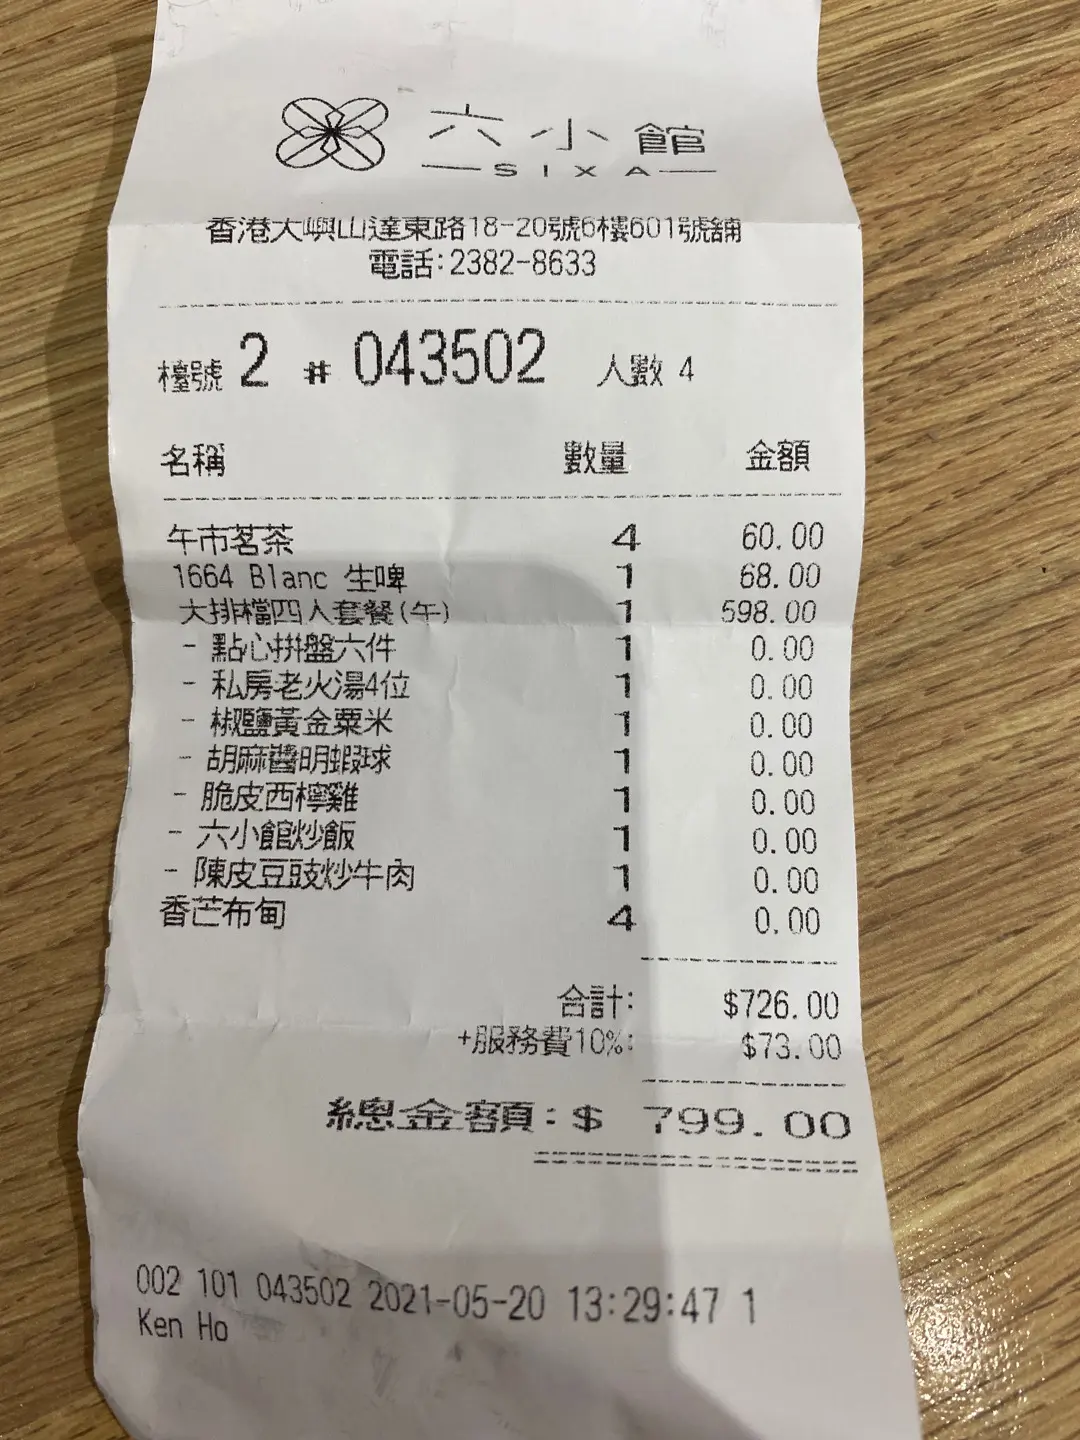 六小館
SIXA
香港大嶼山達東路18-20號6樓601號舖
電話:2382-8633
檯號 2 # 043502 人數 4
名稱 數量 金額
午市茗茶 4 60.00
1664 Blanc 生啤 1 68.00
大排檔四人套餐(午) 1 598.00
- 點心拼盤六件 1 0.00
- 私房老火湯4位 1 0.00
- 椒鹽黃金粟米 1 0.00
- 胡麻醬明蝦球 1 0.00
- 脆皮西檸雞 1 0.00
- 六小館炒飯 1 0.00
- 陳皮豆豉炒牛肉 1 0.00
香芒布甸 4 0.00
合計: $726.00
+服務費10%: $73.00
總金額:$ 799.00
002 101 043502 2021-05-20 13:29:47 1
Ken Ho